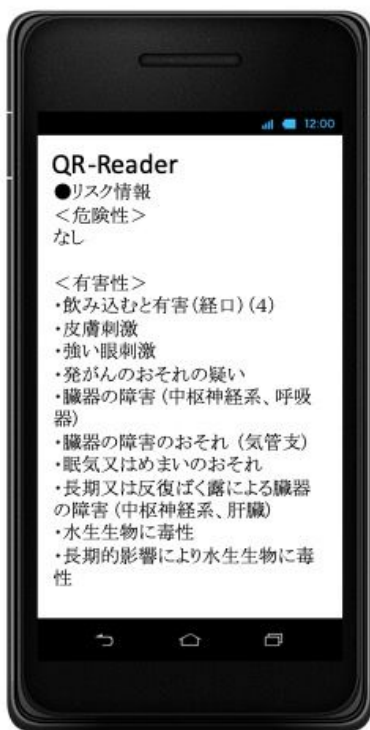 12:00
QR-Reader
●リスク情報
＜危険性＞
なし
＜有害性＞
・飲み込むと有害(経口)(4)
・皮膚刺激
・強い眼刺激
・発がんのおそれの疑い
・臓器の障害(中枢神経系、呼吸
器)
・臓器の障害のおそれ (気管支)
・眠気又はめまいのおそれ
・長期又は反復ばく露による臓器
の障害(中枢神経系、肝臓)
・水生生物に毒性
・長期的影響により水生生物に毒
性